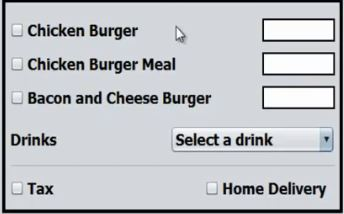 Chicken Burger
Chicken Burger Meal
Bacon and Cheese Burger
Drinks Select a drink
Tax Home Delivery